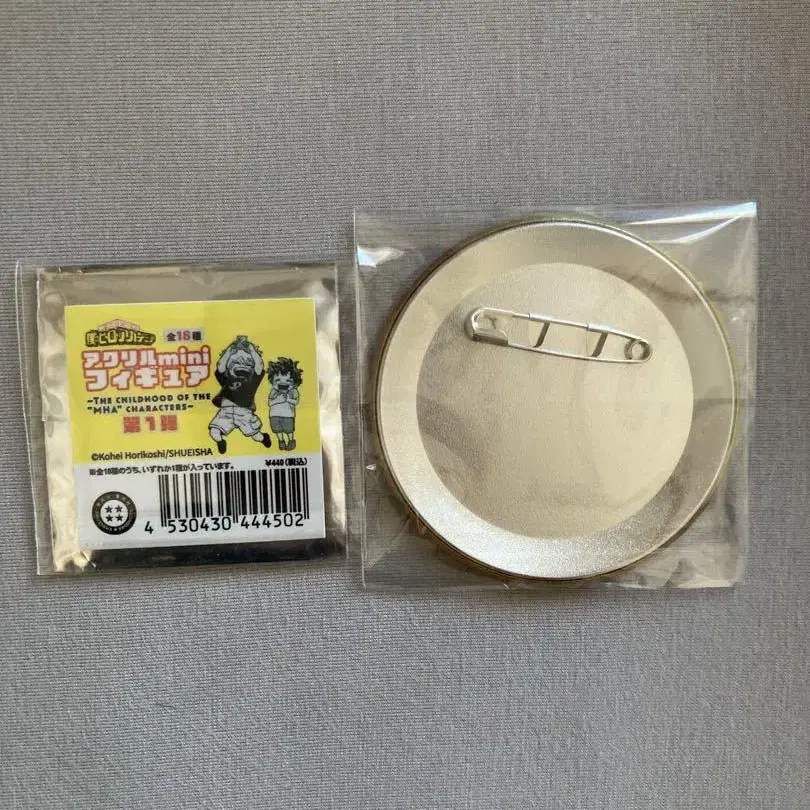 僕のヒーローアカデミア
全18種
アクリルmini
フィギュア
~THE CHILDHOOD OF THE
"MHA" CHARACTERS~
第1弾
©Kohei Horikoshi/SHUEISHA
¥440(税込)
※全18種のうち、いずれか1種が入っています。
4 530430 444502